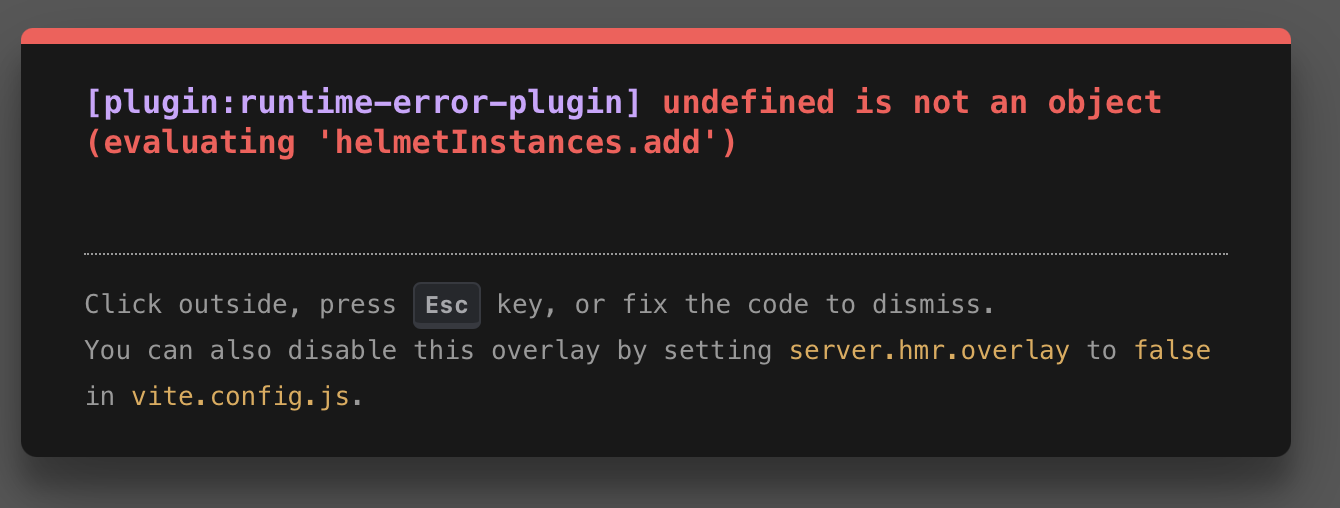 [plugin:runtime-error-plugin] undefined is not an object
(evaluating 'helmetInstances.add')
Click outside, press Esc key, or fix the code to dismiss.
You can also disable this overlay by setting server.hmr.overlay to false
in vite.config.js.